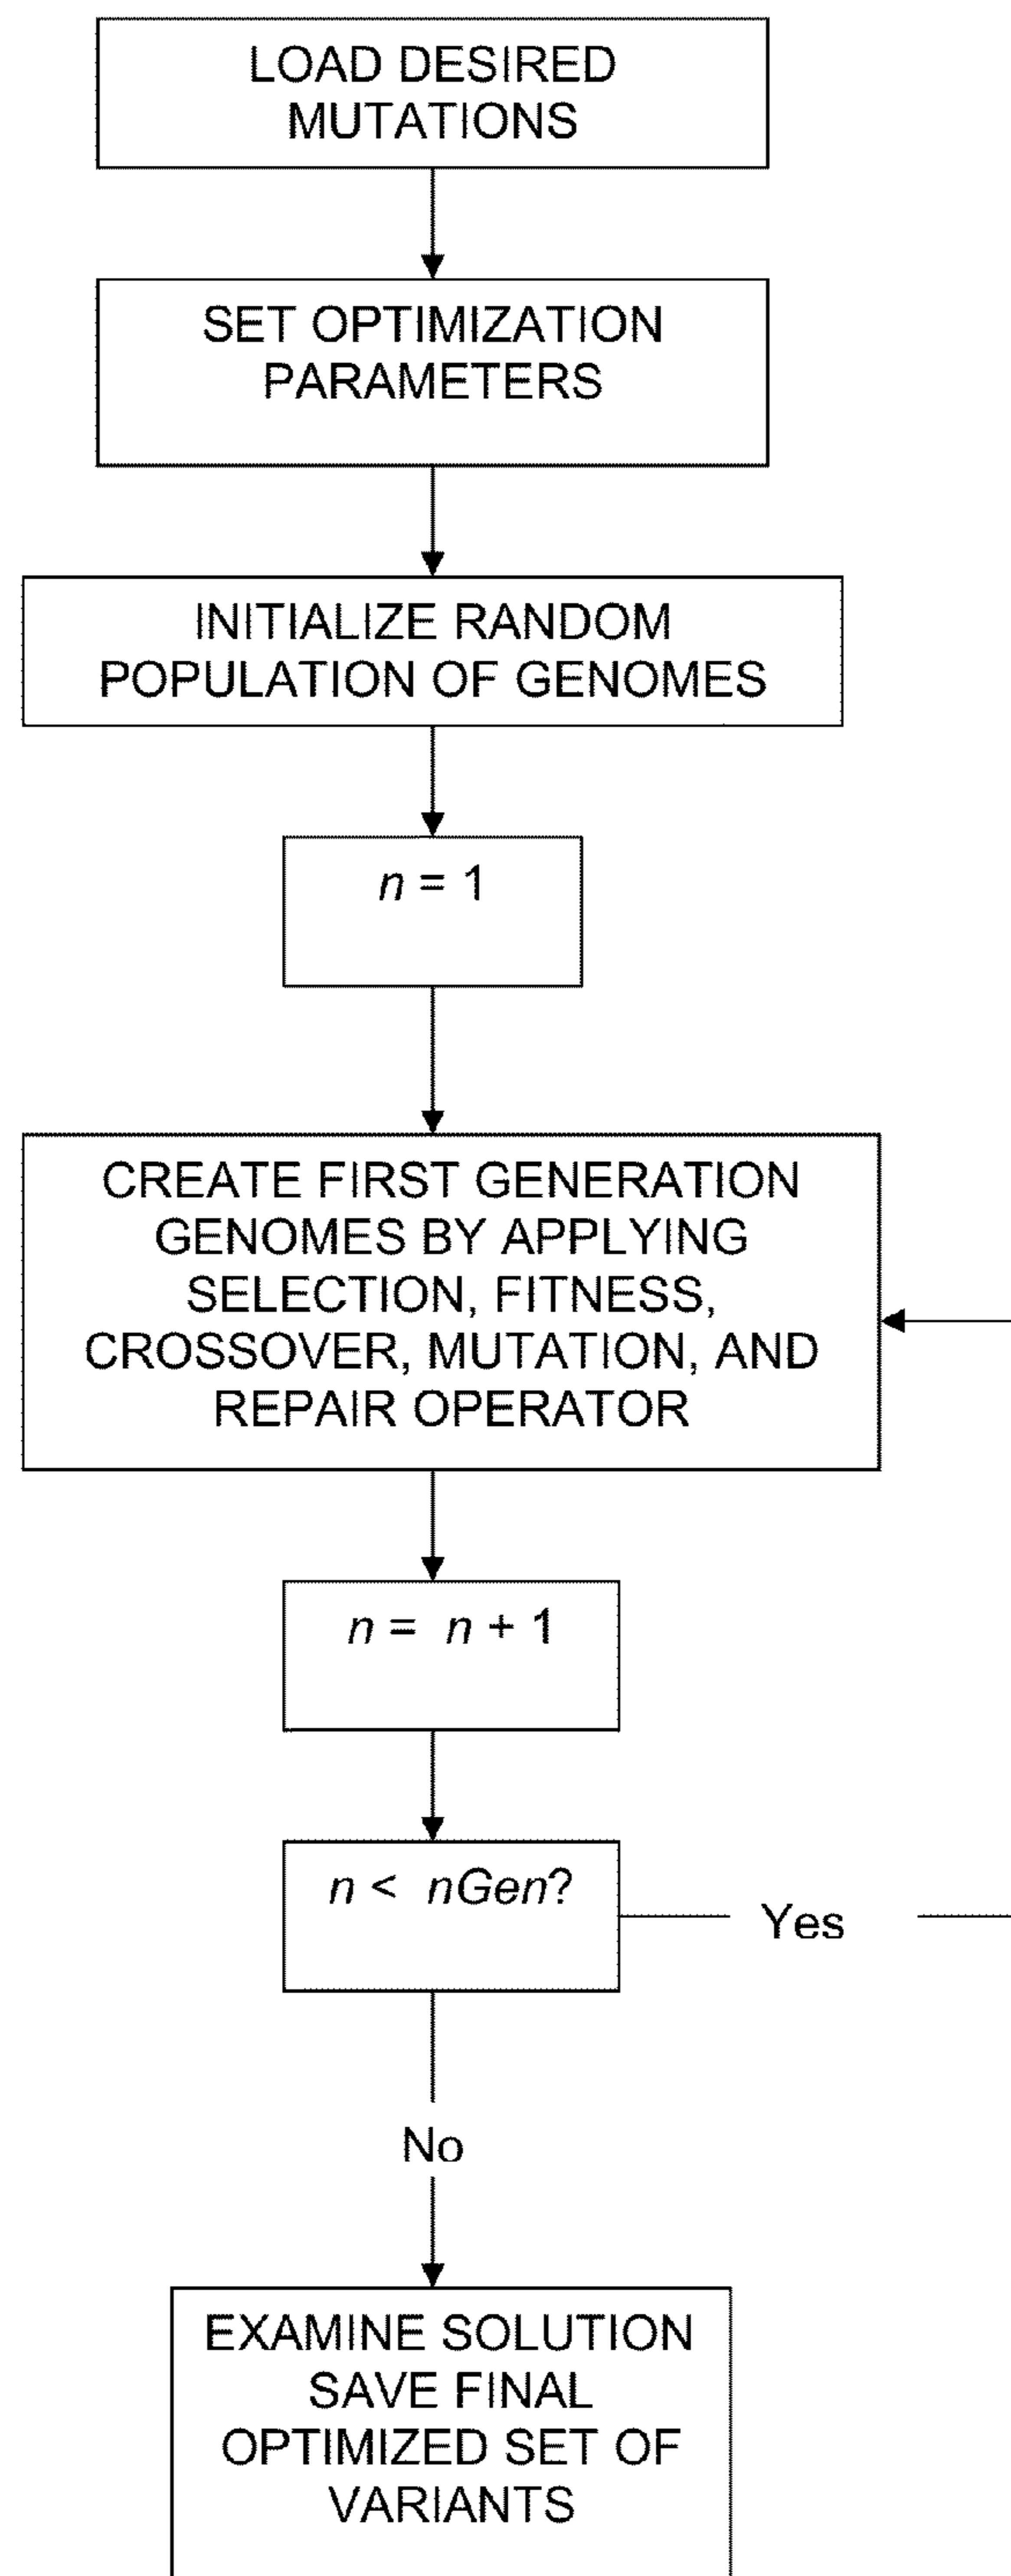 LOAD DESIRED
MUTATIONS
SET OPTIMIZATION
PARAMETERS
INITIALIZE RANDOM
POPULATION OF GENOMES
n = 1
CREATE FIRST GENERATION
GENOMES BY APPLYING
SELECTION, FITNESS,
CROSSOVER, MUTATION, AND
REPAIR OPERATOR
n = n + 1
n < nGen?
Yes
No
EXAMINE SOLUTION
SAVE FINAL
OPTIMIZED SET OF
VARIANTS